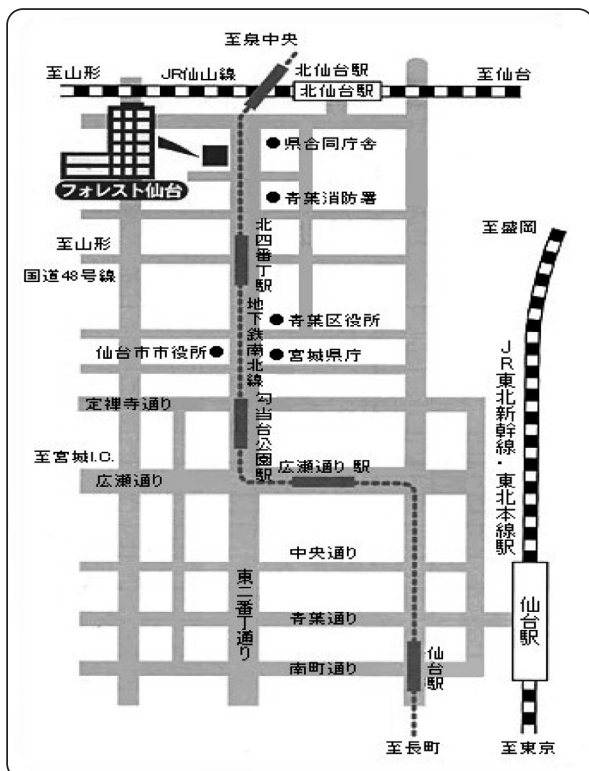 至泉中央
北仙台駅
至山形
JR仙山線
北仙台駅
至仙台
県合同庁舎
フォレスト仙台
青葉消防署
至盛岡
至山形
北四番丁駅
国道48号線
地下鉄南北線
青葉区役所
仙台市市役所
宮城県庁
JR東北新幹線・東北本線駅
定禅寺通り
勾当台公園駅
至宮城I.C.
広瀬通り 駅
広瀬通り
中央通り
東二番丁通り
青葉通り
仙台駅
南町通り
仙台駅
至長町
至東京